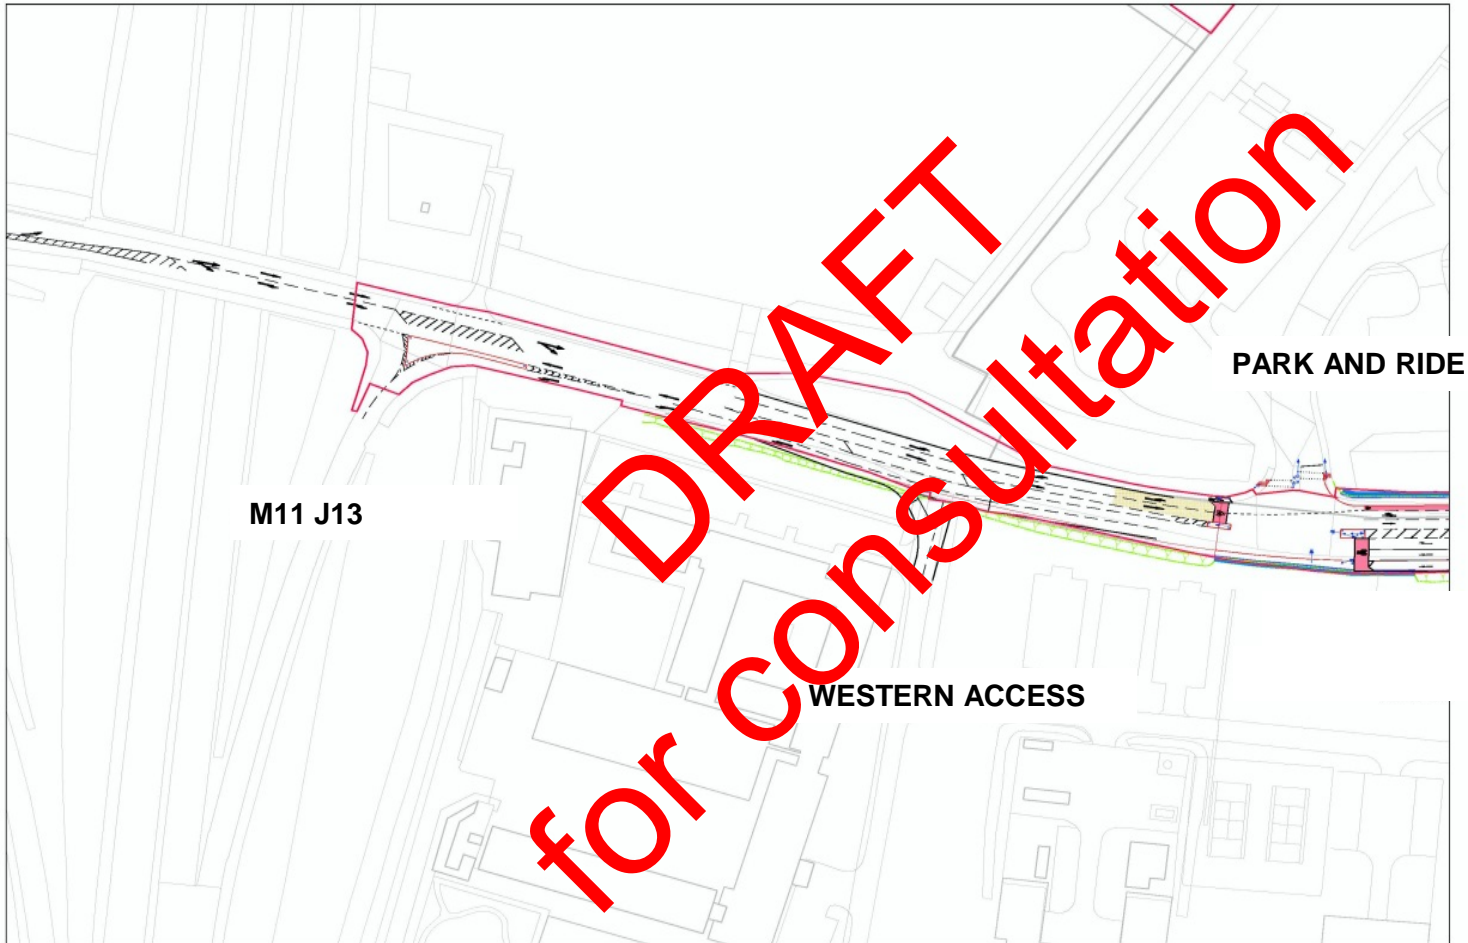 DRAFT
for consultation
PARK AND RIDE
M11 J13
WESTERN ACCESS